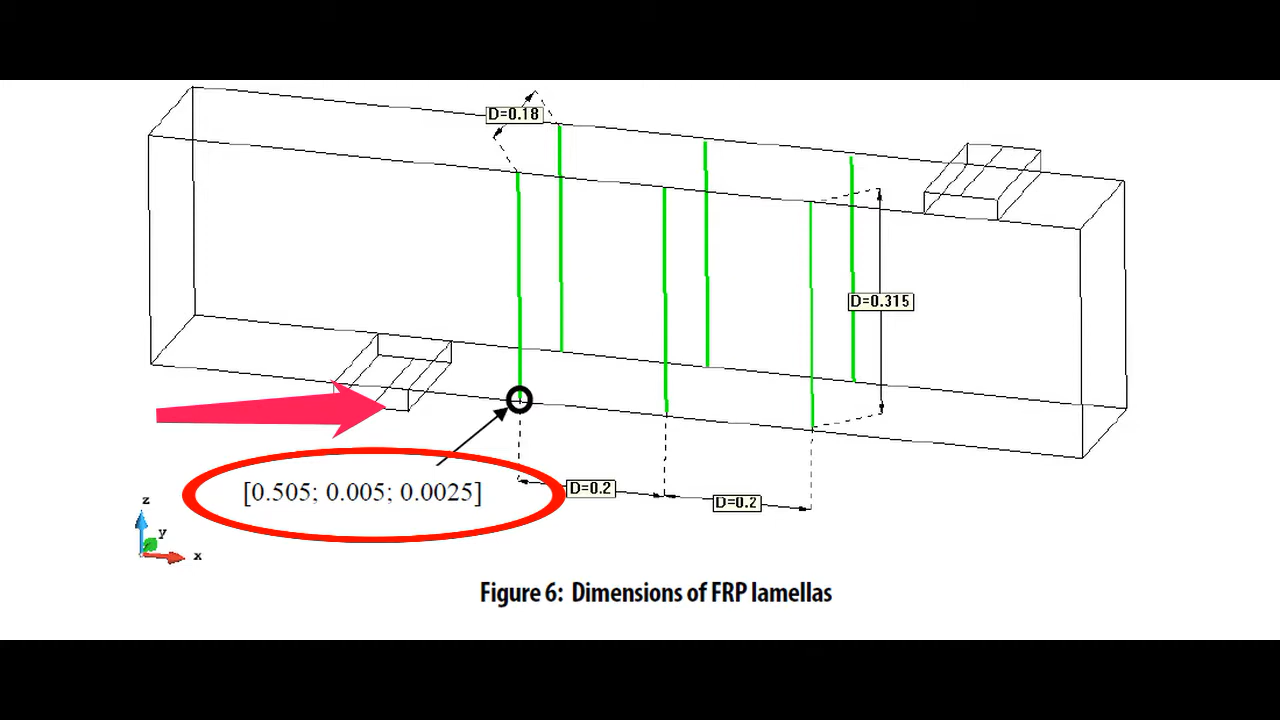 D=0.18
D=0.315
[0.505; 0.005; 0.0025]
D=0.2
D=0.2
z
y
x
Figure 6: Dimensions of FRP lamellas